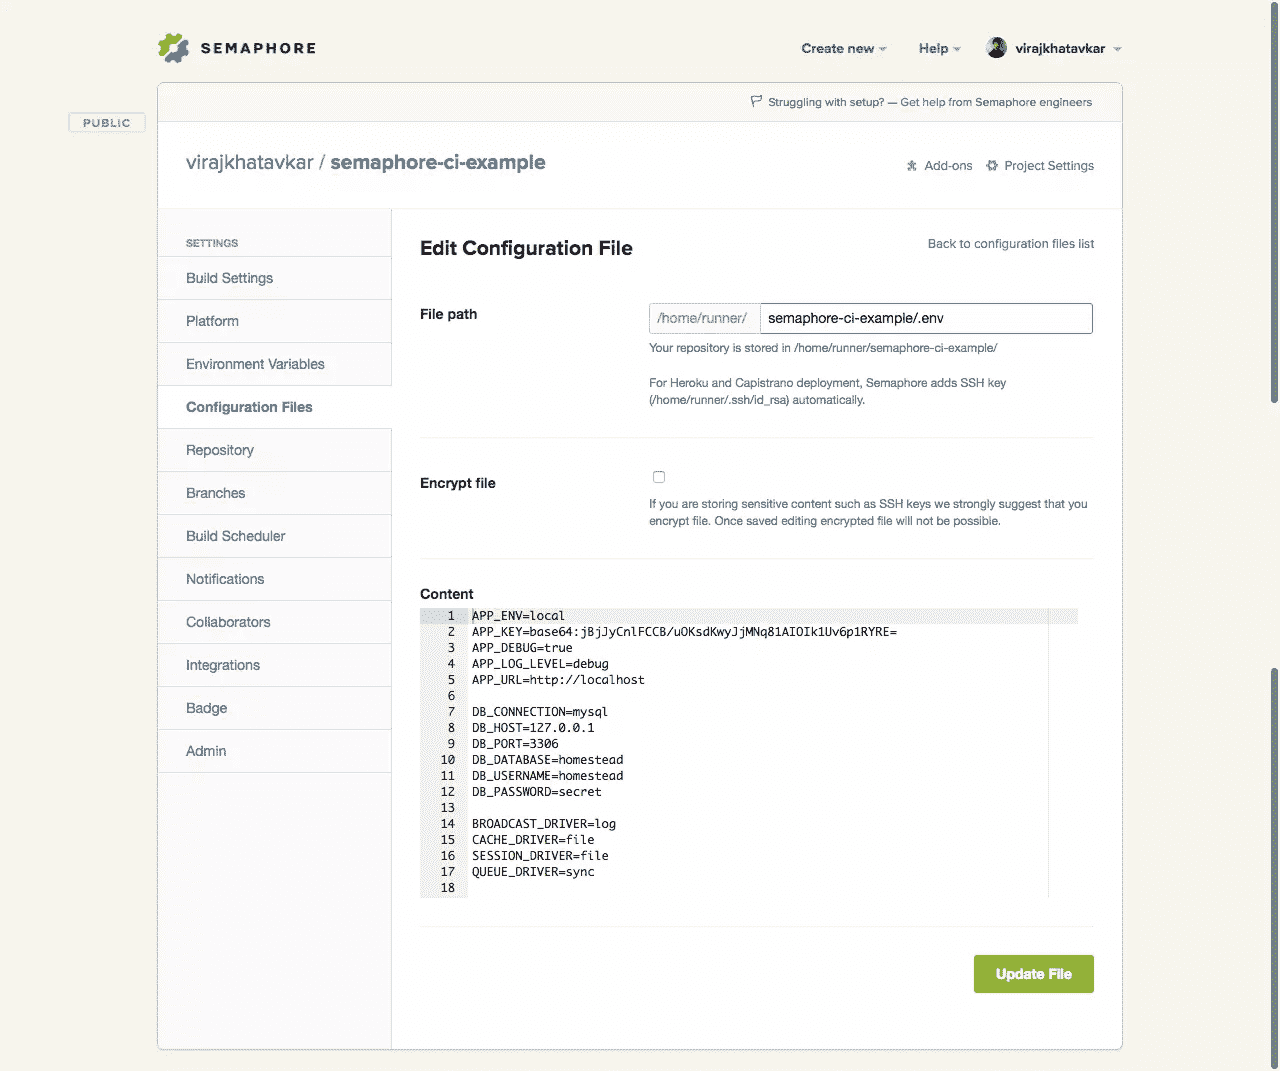 SEMAPHORE
Create new
Help
virajkhatavkar
PUBLIC
Struggling with setup? — Get help from Semaphore engineers
virajkhatavkar / semaphore-ci-example
Add-ons
Project Settings
SETTINGS
Build Settings
Platform
Environment Variables
Configuration Files
Repository
Branches
Build Scheduler
Notifications
Collaborators
Integrations
Badge
Admin
Edit Configuration File
Back to configuration files list
File path
/home/runner/ semaphore-ci-example/.env
Your repository is stored in /home/runner/semaphore-ci-example/
For Heroku and Capistrano deployment, Semaphore adds SSH key
(/home/runner/.ssh/id_rsa) automatically.
Encrypt file
If you are storing sensitive content such as SSH keys we strongly suggest that you
encrypt file. Once saved editing encrypted file will not be possible.
Content
1 APP_ENV=local
2 APP_KEY=base64:jBjJyCnlFCCB/uOKsdKwyJjMNq81AIOIk1Uv6p1RYRE=
3 APP_DEBUG=true
4 APP_LOG_LEVEL=debug
5 APP_URL=http://localhost
6
7 DB_CONNECTION=mysql
8 DB_HOST=127.0.0.1
9 DB_PORT=3306
10 DB_DATABASE=homestead
11 DB_USERNAME=homestead
12 DB_PASSWORD=secret
13
14 BROADCAST_DRIVER=log
15 CACHE_DRIVER=file
16 SESSION_DRIVER=file
17 QUEUE_DRIVER=sync
18
Update File